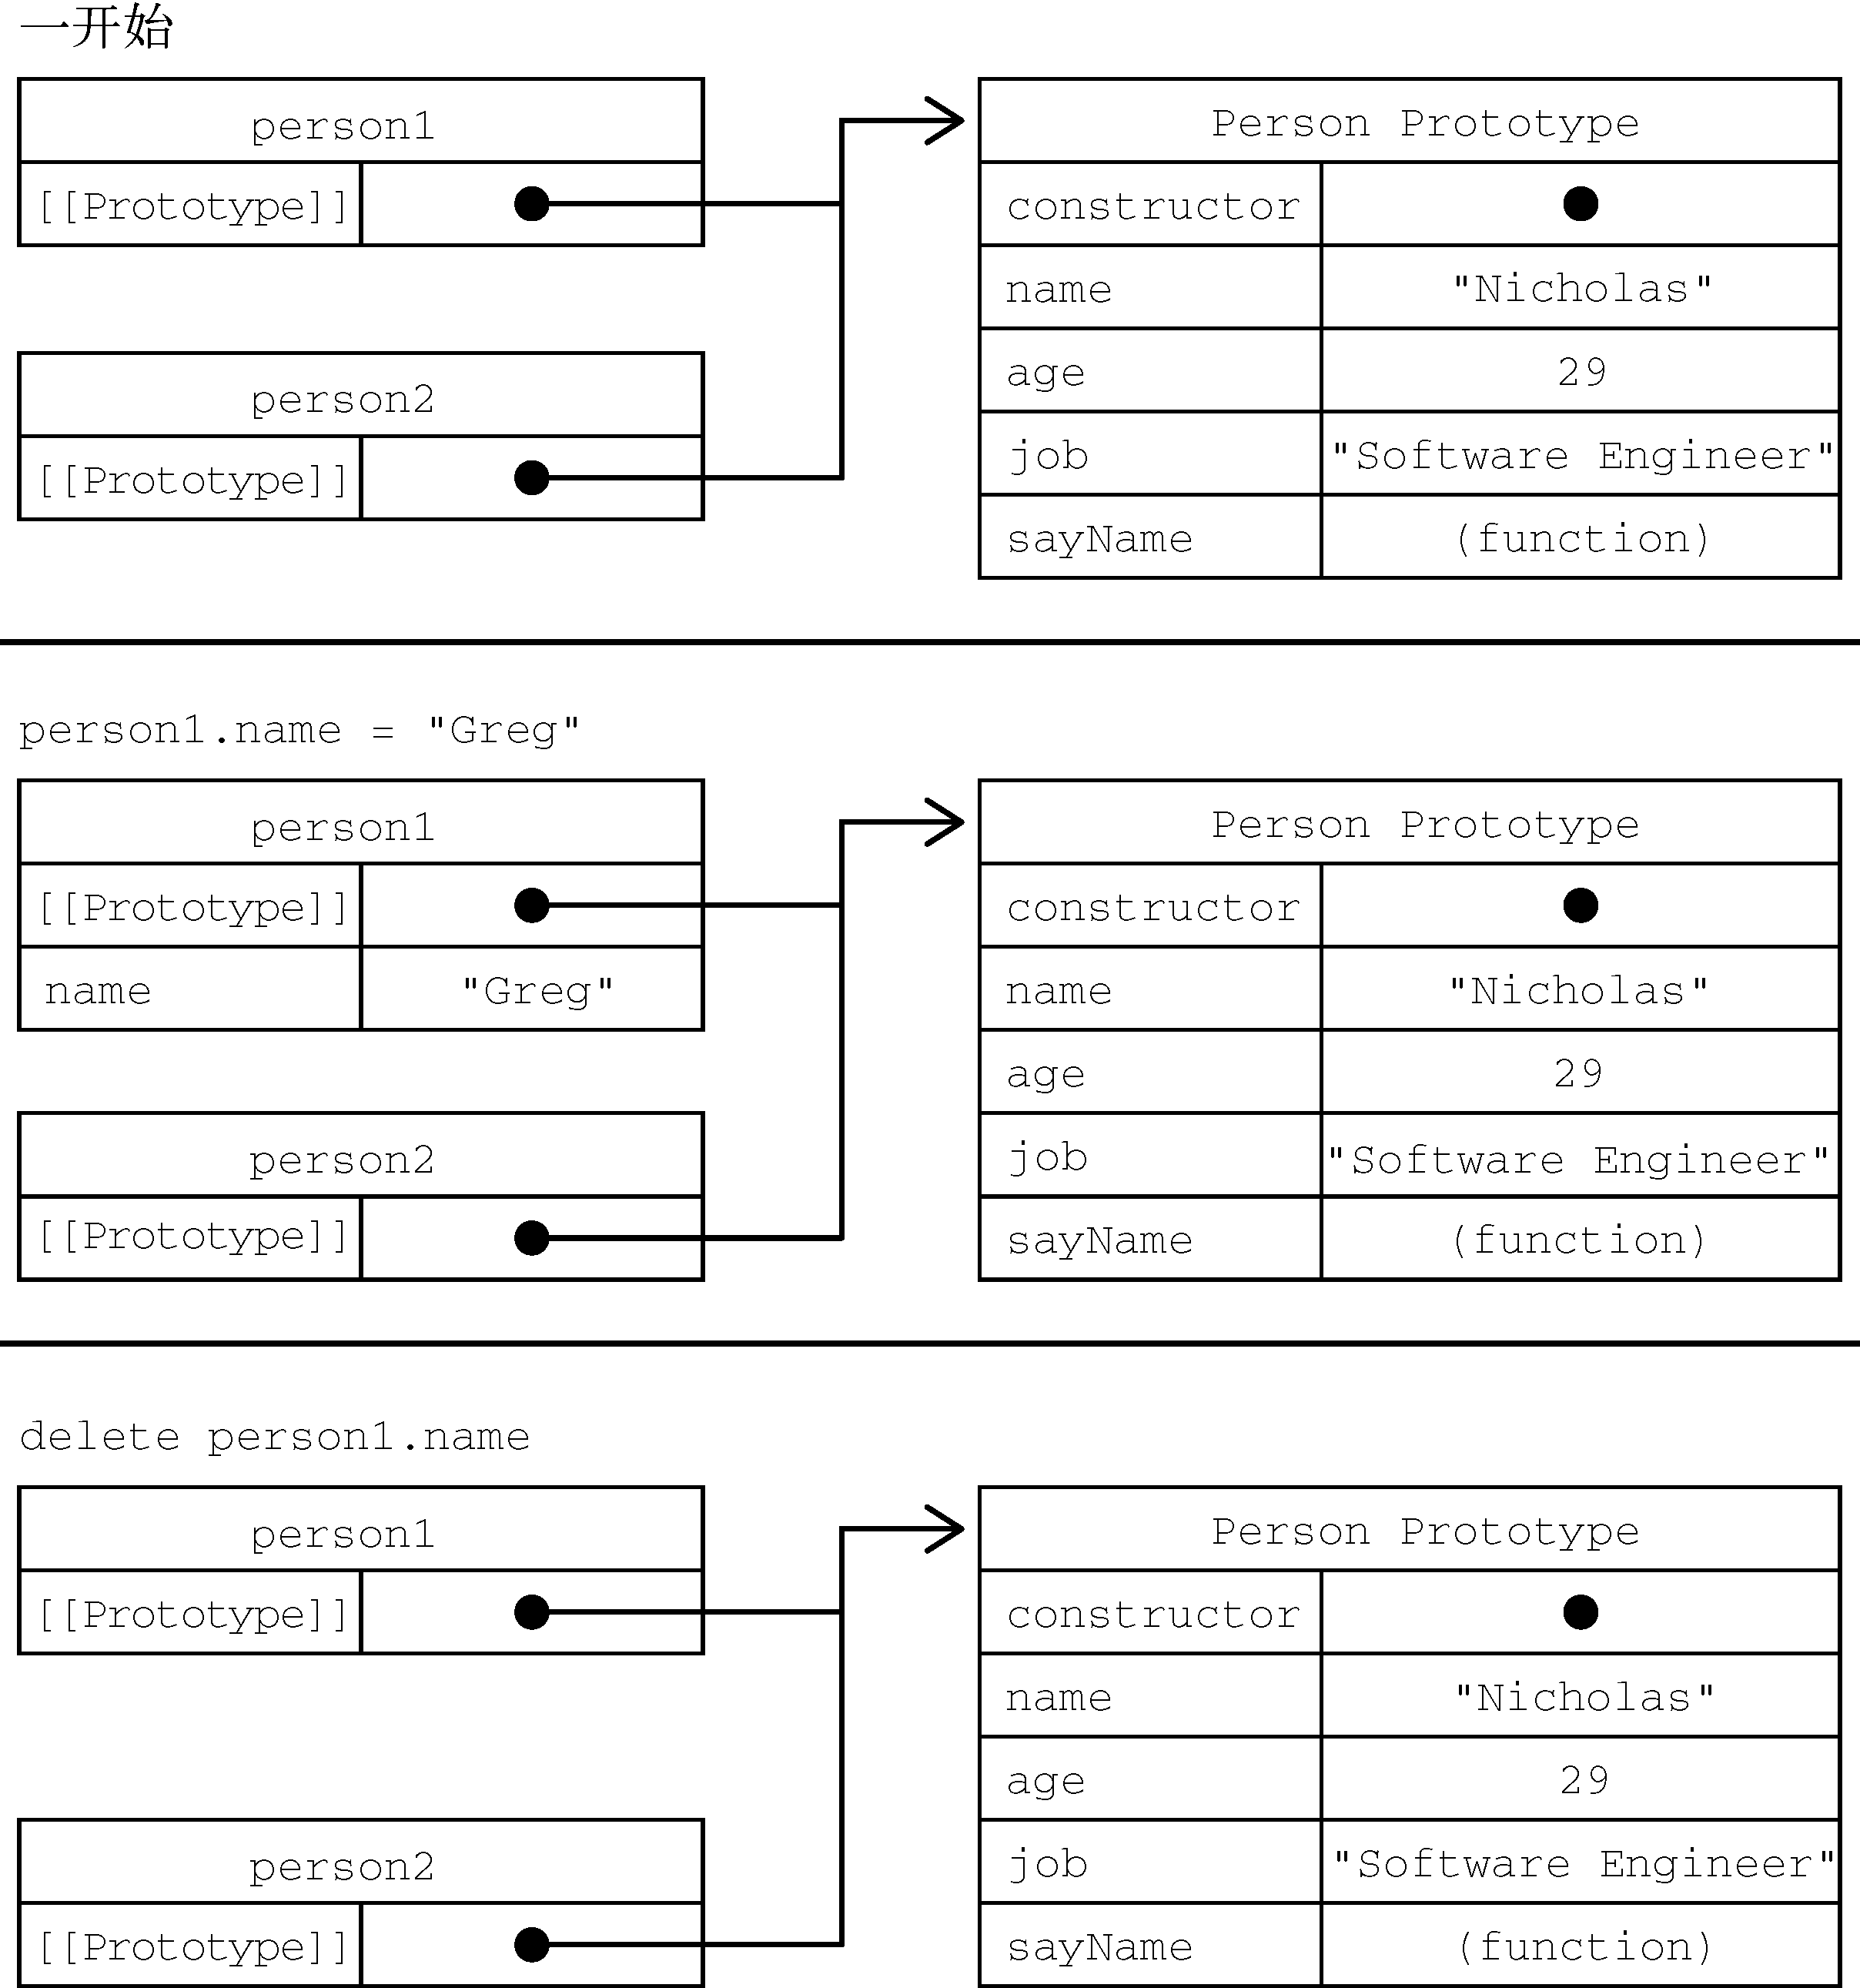 一开始
person1
[[Prototype]]
person2
[[Prototype]]
Person Prototype
constructor
name "Nicholas"
age 29
job "Software Engineer"
sayName (function)
person1.name = "Greg"
person1
[[Prototype]]
name "Greg"
person2
[[Prototype]]
Person Prototype
constructor
name "Nicholas"
age 29
job "Software Engineer"
sayName (function)
delete person1.name
person1
[[Prototype]]
person2
[[Prototype]]
Person Prototype
constructor
name "Nicholas"
age 29
job "Software Engineer"
sayName (function)